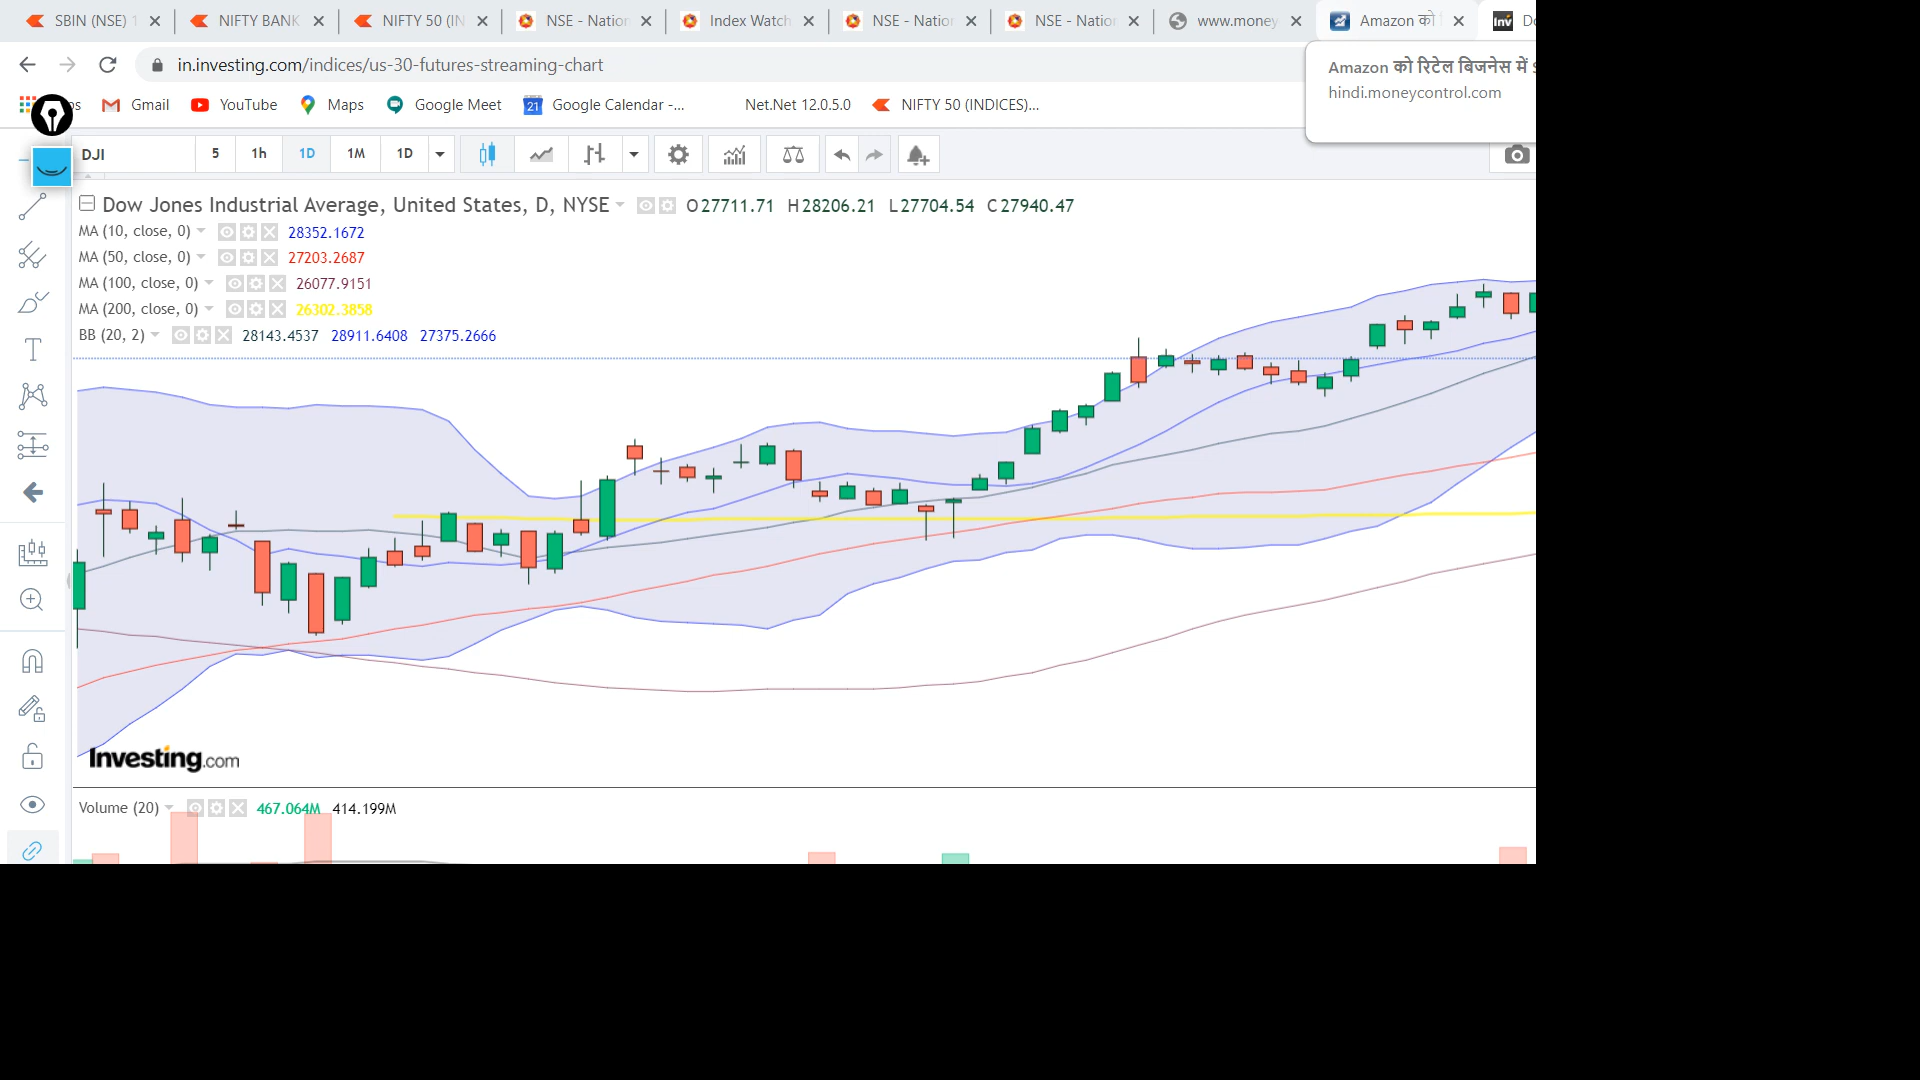 SBIN (NSE)
NIFTY BANK
NIFTY 50 (IN
NSE - Nation
Index Watch
NSE - Nation
NSE - Nation
www.money
Amazon को
in.investing.com/indices/us-30-futures-streaming-chart
Amazon को रिटेल बिजनेस में
hindi.moneycontrol.com
Gmail
YouTube
Maps
Google Meet
21
Google Calendar -...
Net.Net 12.0.5.0
NIFTY 50 (INDICES)...
DJI
5
1h
1D
1M
1D
Dow Jones Industrial Average, United States, D, NYSE O27711.71 H28206.21 L27704.54 C27940.47
MA (10, close, 0) 28352.1672
MA (50, close, 0) 27203.2687
MA (100, close, 0) 26077.9151
MA (200, close, 0) 26302.3858
BB (20, 2) 28143.4537 28911.6408 27375.2666
Investing.com
Volume (20) 467.064M 414.199M